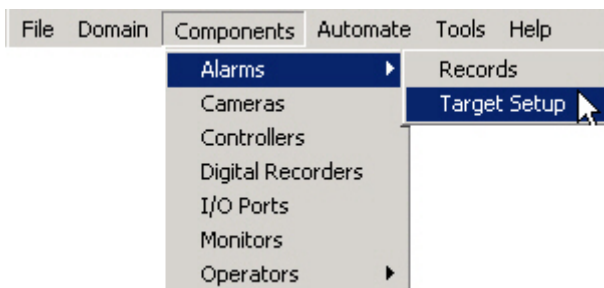 File Domain Components Automate Tools Help
Alarms
Records
Cameras
Target Setup
Controllers
Digital Recorders
I/O Ports
Monitors
Operators